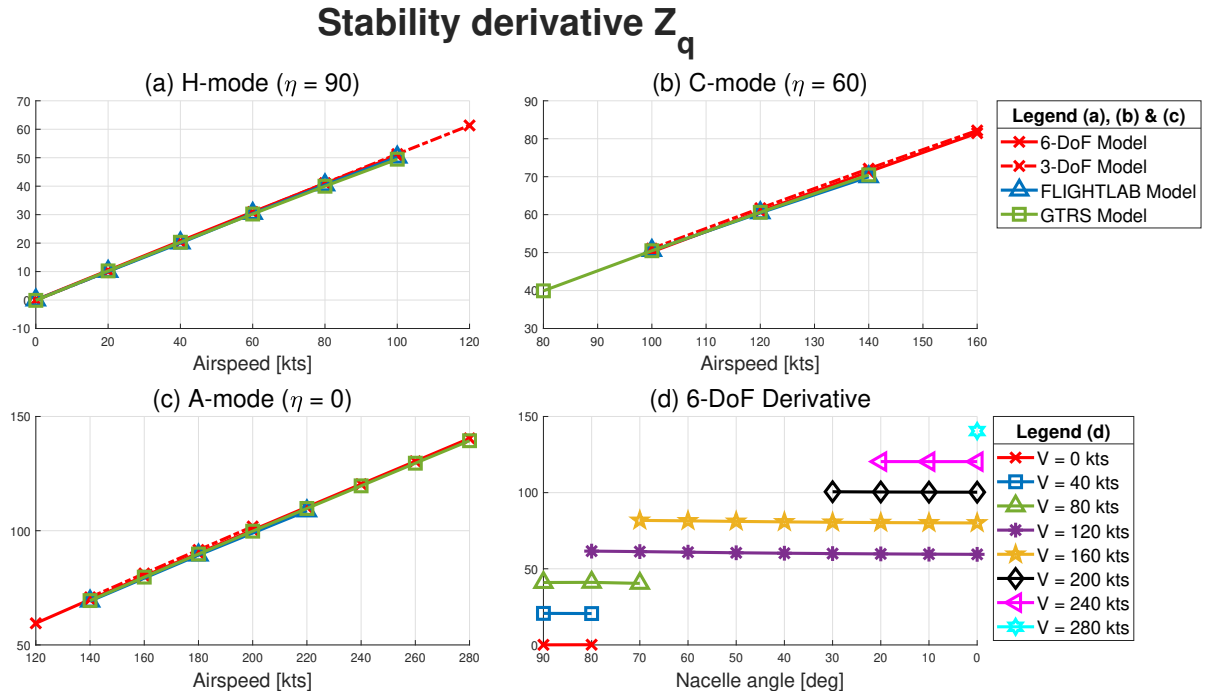 Stability derivative Z_q
(a) H-mode (η = 90)
70
60
50
40
30
20
10
0
-10
0 20 40 60 80 100 120
Airspeed [kts]
(b) C-mode (η = 60)
90
80
70
60
50
40
30
80 90 100 110 120 130 140 150 160
Airspeed [kts]
Legend (a), (b) & (c)
6-DoF Model
3-DoF Model
FLIGHTLAB Model
GTRS Model
(c) A-mode (η = 0)
150
100
50
120 140 160 180 200 220 240 260 280
Airspeed [kts]
(d) 6-DoF Derivative
150
100
50
0
90 80 70 60 50 40 30 20 10 0
Nacelle angle [deg]
Legend (d)
V = 0 kts
V = 40 kts
V = 80 kts
V = 120 kts
V = 160 kts
V = 200 kts
V = 240 kts
V = 280 kts